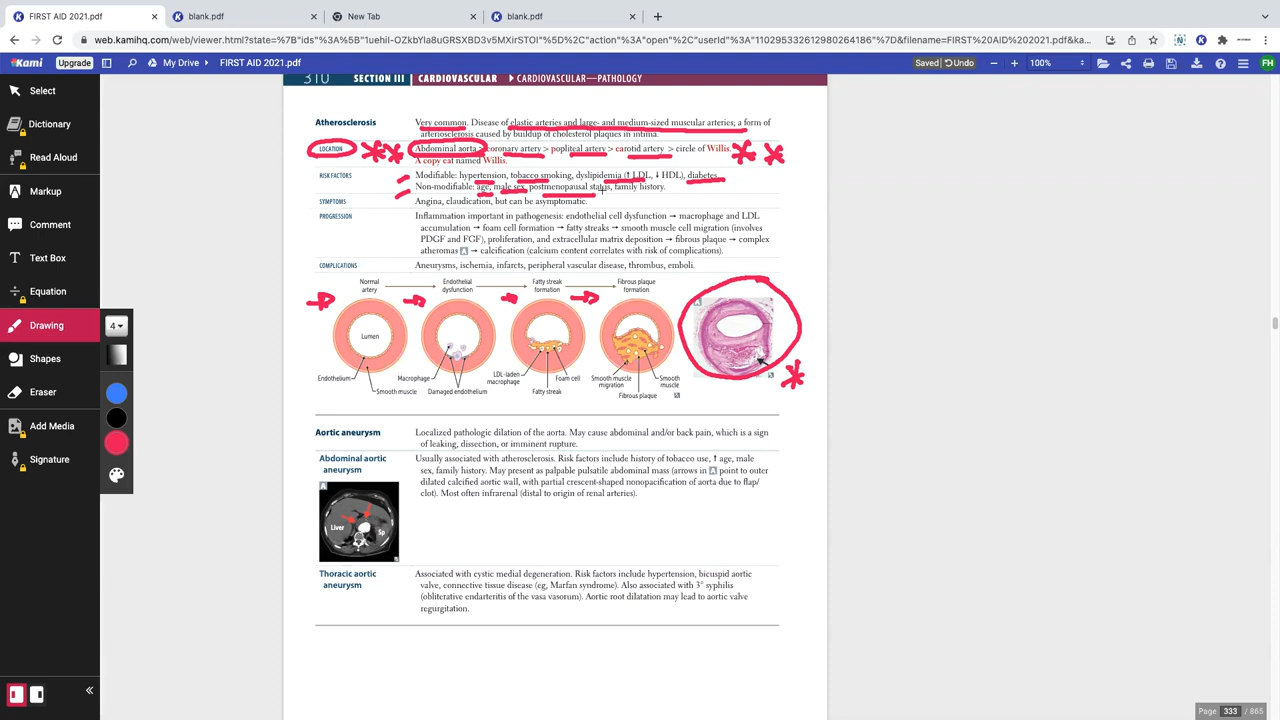 FIRST AID 2021.pdf
blank.pdf
New Tab
blank.pdf
web.kamihq.com/web/viewer.html?state=%7B"ids"%3A%5B"1uehiI-OZkbYIa8uGRSXBD3v5MXirSTOI"%5D%2C"action"%3A"open"%2C"userId"%3A"110295332612980264186"%7D&filename=FIRST%20AID%202021.pdf&ka...
Kami
Upgrade
My Drive
FIRST AID 2021.pdf
Saved
Undo
100%
FH
Select
Dictionary
Read Aloud
Markup
Comment
Text Box
Equation
Drawing
4
Shapes
Eraser
Add Media
Signature
310 SECTION III CARDIOVASCULAR ▶ CARDIOVASCULAR—PATHOLOGY
Atherosclerosis
Very common. Disease of elastic arteries and large- and medium-sized muscular arteries; a form of
arteriosclerosis caused by buildup of cholesterol plaques in intima.
LOCATION
Abdominal aorta > coronary artery > popliteal artery > carotid artery > circle of Willis.
A copy cat named Willis.
RISK FACTORS
Modifiable: hypertension, tobacco smoking, dyslipidemia (↑ LDL, ↓ HDL), diabetes.
Non-modifiable: age, male sex, postmenopausal status, family history.
SYMPTOMS
Angina, claudication, but can be asymptomatic.
PROGRESSION
Inflammation important in pathogenesis: endothelial cell dysfunction → macrophage and LDL
accumulation → foam cell formation → fatty streaks → smooth muscle cell migration (involves
PDGF and FGF), proliferation, and extracellular matrix deposition → fibrous plaque → complex
atheromas A → calcification (calcium content correlates with risk of complications).
COMPLICATIONS
Aneurysms, ischemia, infarcts, peripheral vascular disease, thrombus, emboli.
Normal
artery
Endothelial
dysfunction
Fatty streak
formation
Fibrous plaque
formation
A
Lumen
Endothelium
Smooth muscle
Macrophage
Damaged endothelium
LDL-laden
macrophage
Foam cell
Fatty streak
Smooth muscle
migration
Smooth
muscle
Fibrous plaque
Aortic aneurysm
Localized pathologic dilation of the aorta. May cause abdominal and/or back pain, which is a sign
of leaking, dissection, or imminent rupture.
Abdominal aortic
aneurysm
Usually associated with atherosclerosis. Risk factors include history of tobacco use, ↑ age, male
sex, family history. May present as palpable pulsatile abdominal mass (arrows in A point to outer
dilated calcified aortic wall, with partial crescent-shaped nonopacification of aorta due to flap/
clot). Most often infrarenal (distal to origin of renal arteries).
A
Liver
Sp
Thoracic aortic
aneurysm
Associated with cystic medial degeneration. Risk factors include hypertension, bicuspid aortic
valve, connective tissue disease (eg, Marfan syndrome). Also associated with 3° syphilis
(obliterative endarteritis of the vasa vasorum). Aortic root dilatation may lead to aortic valve
regurgitation.
Page 333 / 865